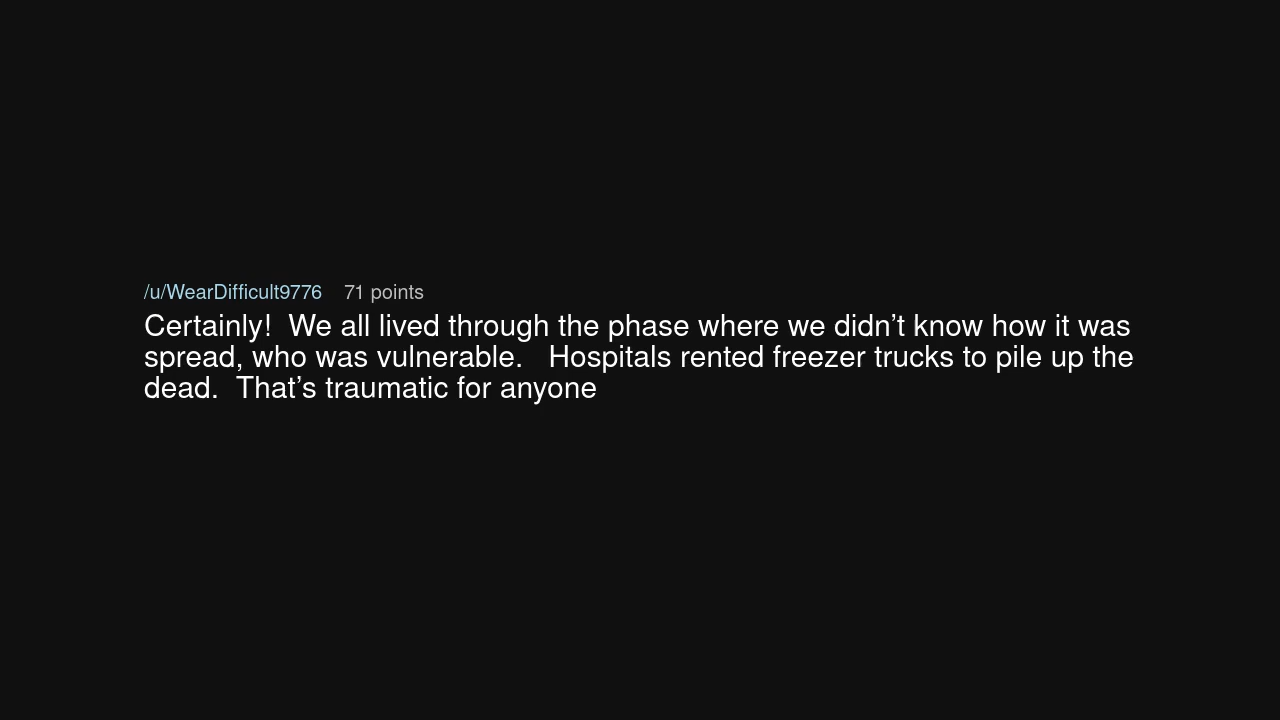 /u/WearDifficult9776 71 points
Certainly!  We all lived through the phase where we didn’t know how it was
spread, who was vulnerable.   Hospitals rented freezer trucks to pile up the
dead.  That’s traumatic for anyone